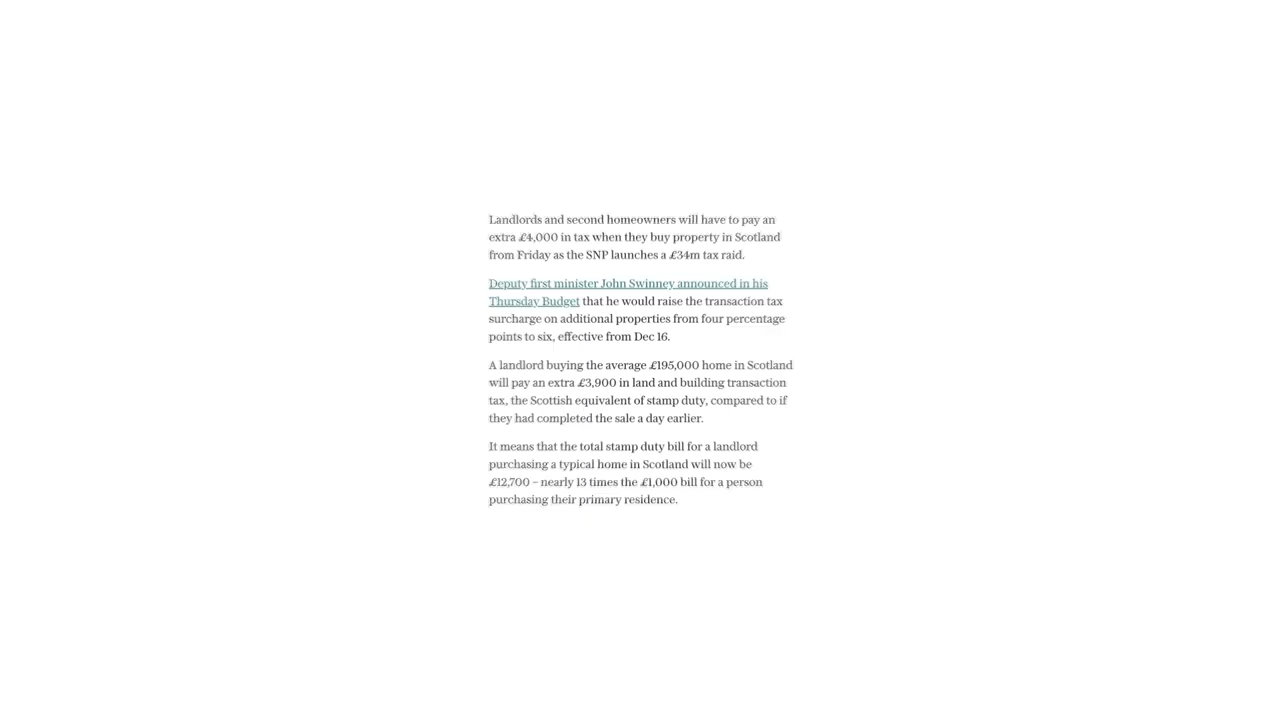 Landlords and second homeowners will have to pay an
extra £4,000 in tax when they buy property in Scotland
from Friday as the SNP launches a £34m tax raid.
Deputy first minister John Swinney announced in his
Thursday Budget that he would raise the transaction tax
surcharge on additional properties from four percentage
points to six, effective from Dec 16.
A landlord buying the average £195,000 home in Scotland
will pay an extra £3,900 in land and building transaction
tax, the Scottish equivalent of stamp duty, compared to if
they had completed the sale a day earlier.
It means that the total stamp duty bill for a landlord
purchasing a typical home in Scotland will now be
£12,700 – nearly 13 times the £1,000 bill for a person
purchasing their primary residence.